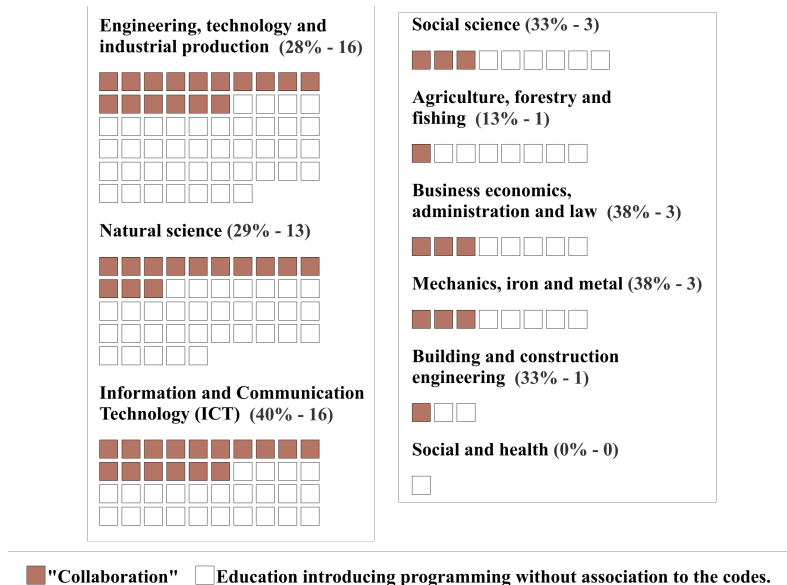 Engineering, technology and
industrial production (28% - 16)
Natural science (29% - 13)
Information and Communication
Technology (ICT) (40% - 16)
Social science (33% - 3)
Agriculture, forestry and
fishing (13% - 1)
Business economics,
administration and law (38% - 3)
Mechanics, iron and metal (38% - 3)
Building and construction
engineering (33% - 1)
Social and health (0% - 0)
"Collaboration" Education introducing programming without association to the codes.